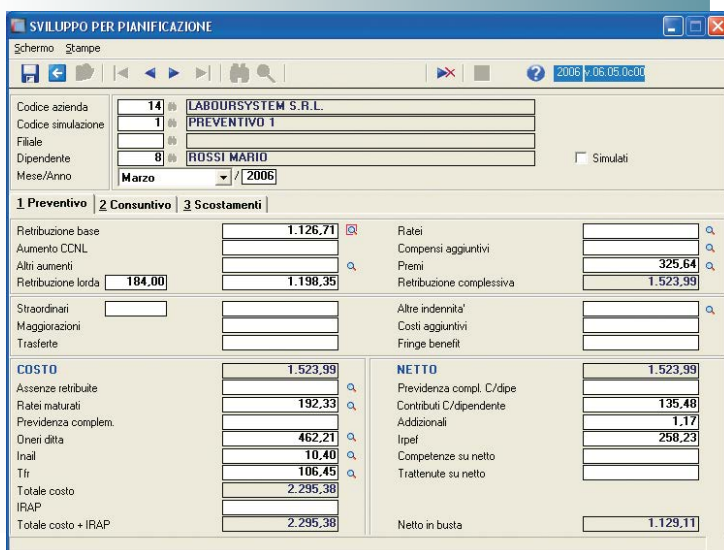 SVILUPPO PER PIANIFICAZIONE
Schermo Stampe
2006 v.06.05.0c00
Codice azienda 14 LABOURSYSTEM S.R.L.
Codice simulazione 1 PREVENTIVO 1
Filiale
Dipendente 8 ROSSI MARIO Simulati
Mese/Anno Marzo / 2006
1 Preventivo 2 Consuntivo 3 Scostamenti
Retribuzione base 1.126,71 Ratei
Aumento CCNL Compensi aggiuntivi
Altri aumenti Premi 325,64
Retribuzione lorda 184,00 1.198,35 Retribuzione complessiva 1.523,99
Straordinari Altre indennita'
Maggiorazioni Costi aggiuntivi
Trasferte Fringe benefit
COSTO 1.523,99 NETTO 1.523,99
Assenze retribuite Previdenza compl. C/dipe
Ratei maturati 192,33 Contributi C/dipendente 135,48
Previdenza complem. Addizionali 1,17
Oneri ditta 462,21 Irpef 258,23
Inail 10,40 Competenze su netto
Tfr 106,45 Trattenute su netto
Totale costo 2.295,38
IRAP
Totale costo + IRAP 2.295,38 Netto in busta 1.129,11